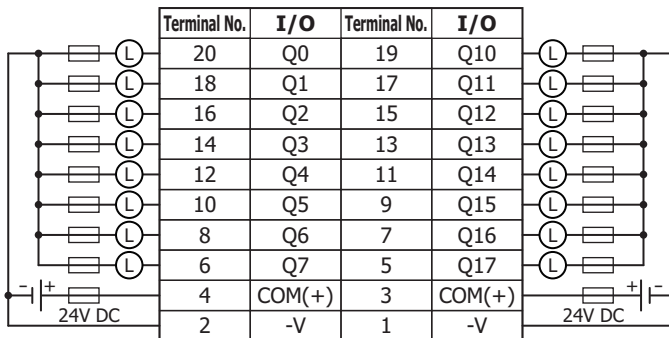 Terminal No. I/O Terminal No. I/O
L 20 Q0 19 Q10 L
L 18 Q1 17 Q11 L
L 16 Q2 15 Q12 L
L 14 Q3 13 Q13 L
L 12 Q4 11 Q14 L
L 10 Q5 9 Q15 L
L 8 Q6 7 Q16 L
L 6 Q7 5 Q17 L
- + 4 COM(+) 3 COM(+) + -
24V DC 2 -V 1 -V 24V DC